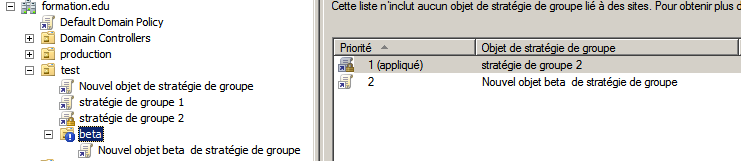 formation.edu
Default Domain Policy
Domain Controllers
production
test
Nouvel objet de stratégie de groupe
stratégie de groupe 1
stratégie de groupe 2
beta
Nouvel objet beta de stratégie de groupe
Cette liste n'inclut aucun objet de stratégie de groupe lié à des sites. Pour obtenir plus d
Priorité Objet de stratégie de groupe
1 (appliqué) stratégie de groupe 2
2 Nouvel objet beta de stratégie de groupe